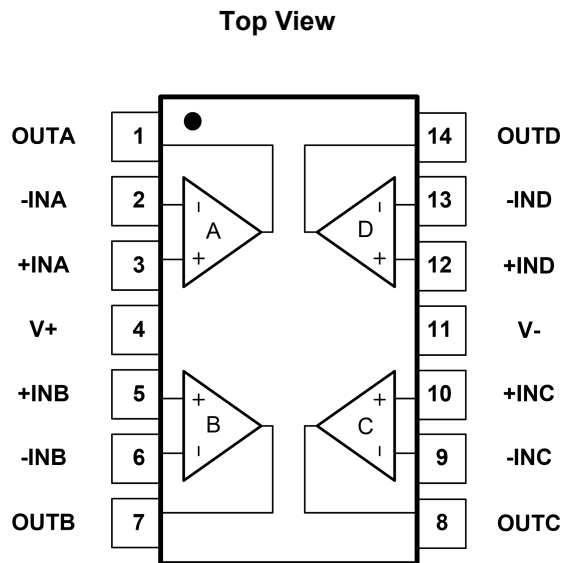 Top View
OUTA 1 14 OUTD
-INA 2 - - 13 -IND
A D
+INA 3 + + 12 +IND
V+ 4 11 V-
+INB 5 + + 10 +INC
B C
-INB 6 - - 9 -INC
OUTB 7 8 OUTC